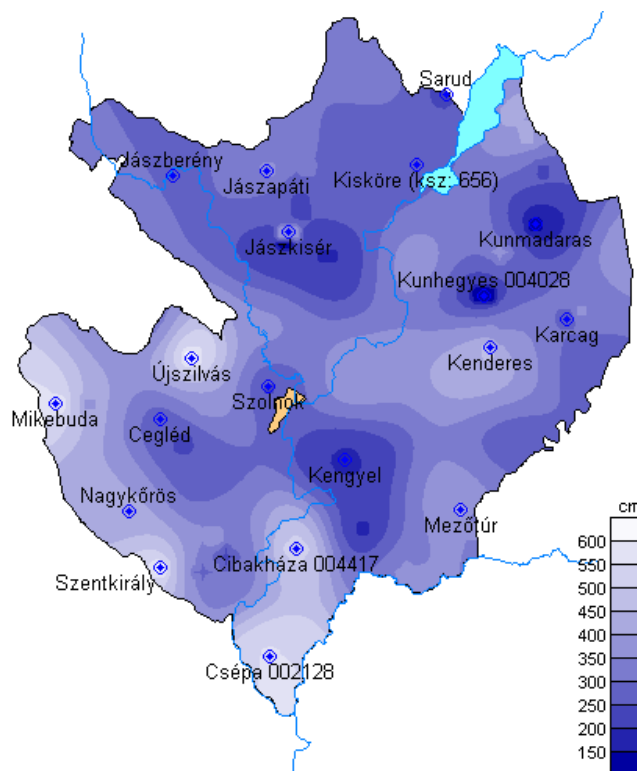 Sarud
Jászberény
Jászapáti
Kisköre (ksz: 656)
Jászkisér
Kunmadaras
Kunhegyes 004028
Karcag
Újszilvás
Kenderes
Mikebuda
Szolnok
Cegléd
Kengyel
Nagykőrös
Mezőtúr
Szentkirály
Cibakháza 004417
Csépa 002128
cm
600
550
500
450
400
350
300
250
200
150